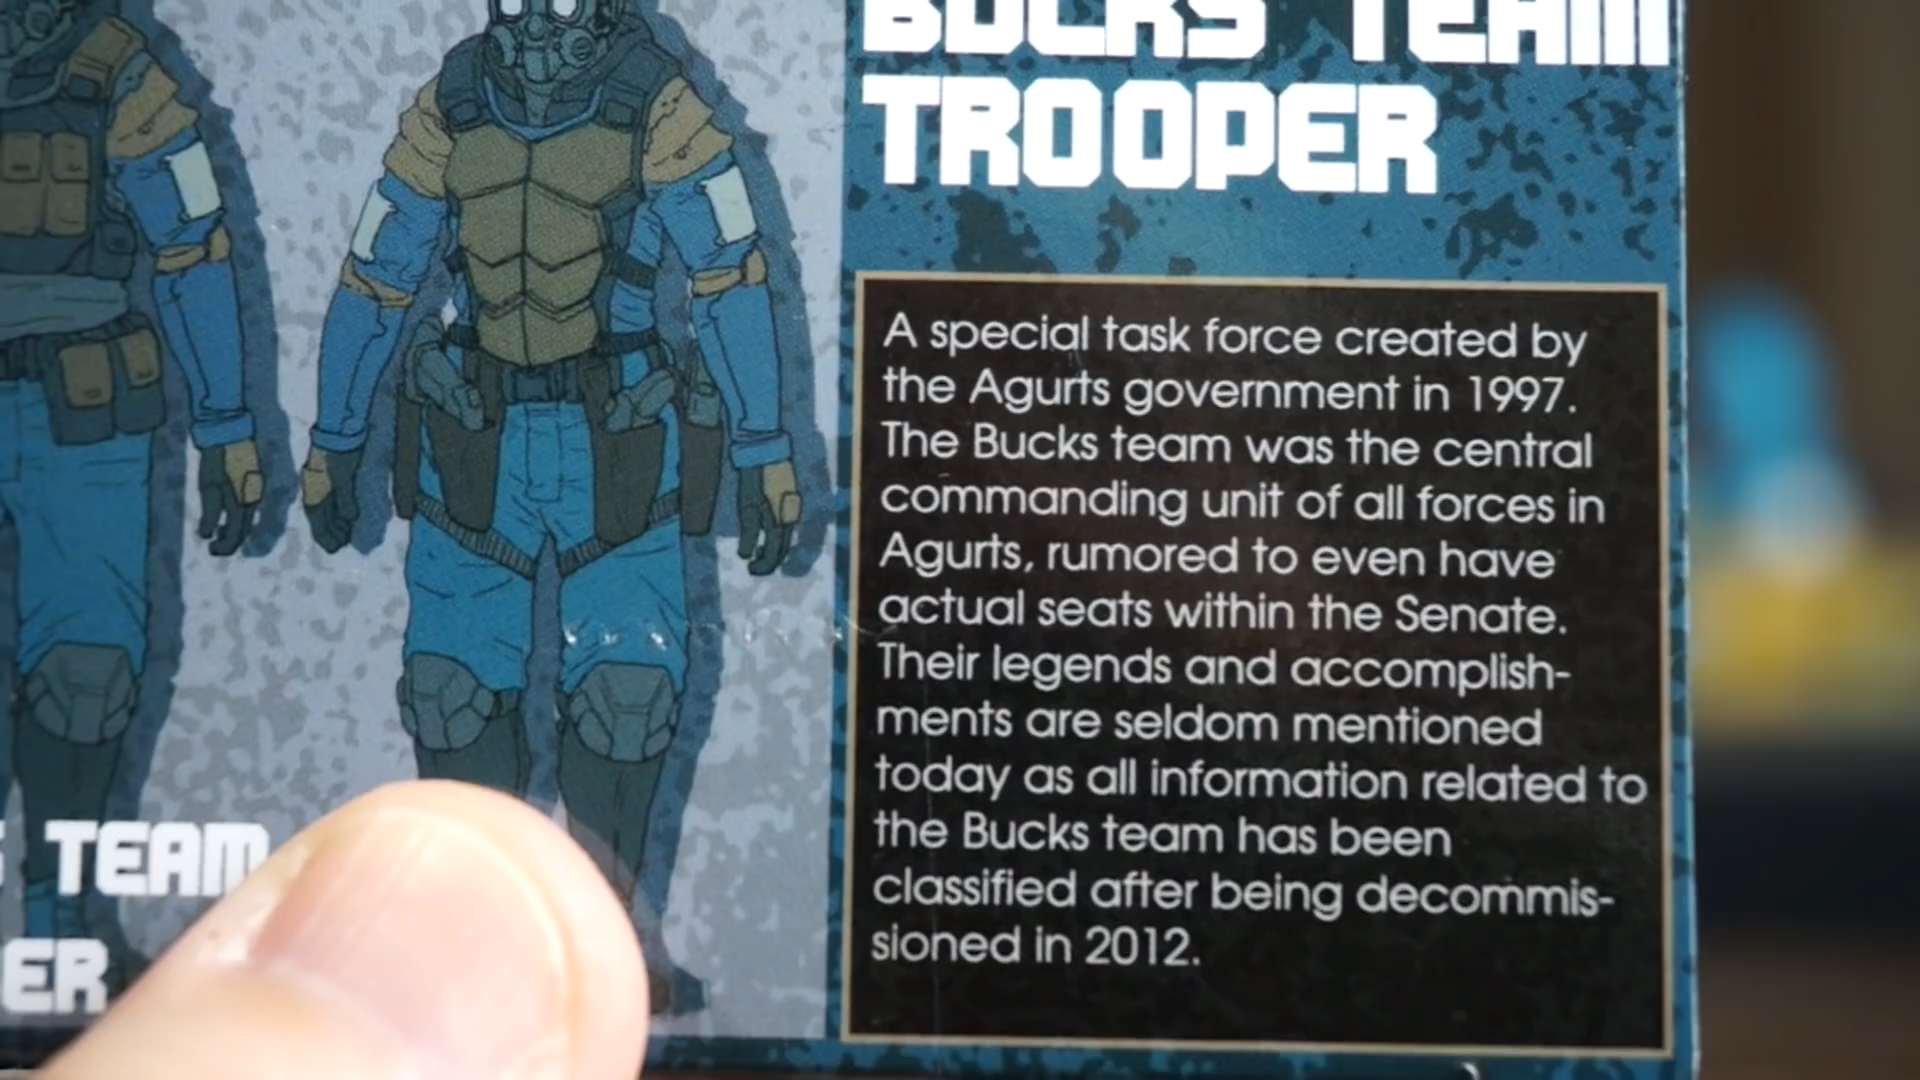 BUCKS TEAM
TROOPER
A special task force created by
the Agurts government in 1997.
The Bucks team was the central
commanding unit of all forces in
Agurts, rumored to even have
actual seats within the Senate.
Their legends and accomplish-
ments are seldom mentioned
today as all information related to
the Bucks team has been
classified after being decommis-
sioned in 2012.
S TEAM
ER